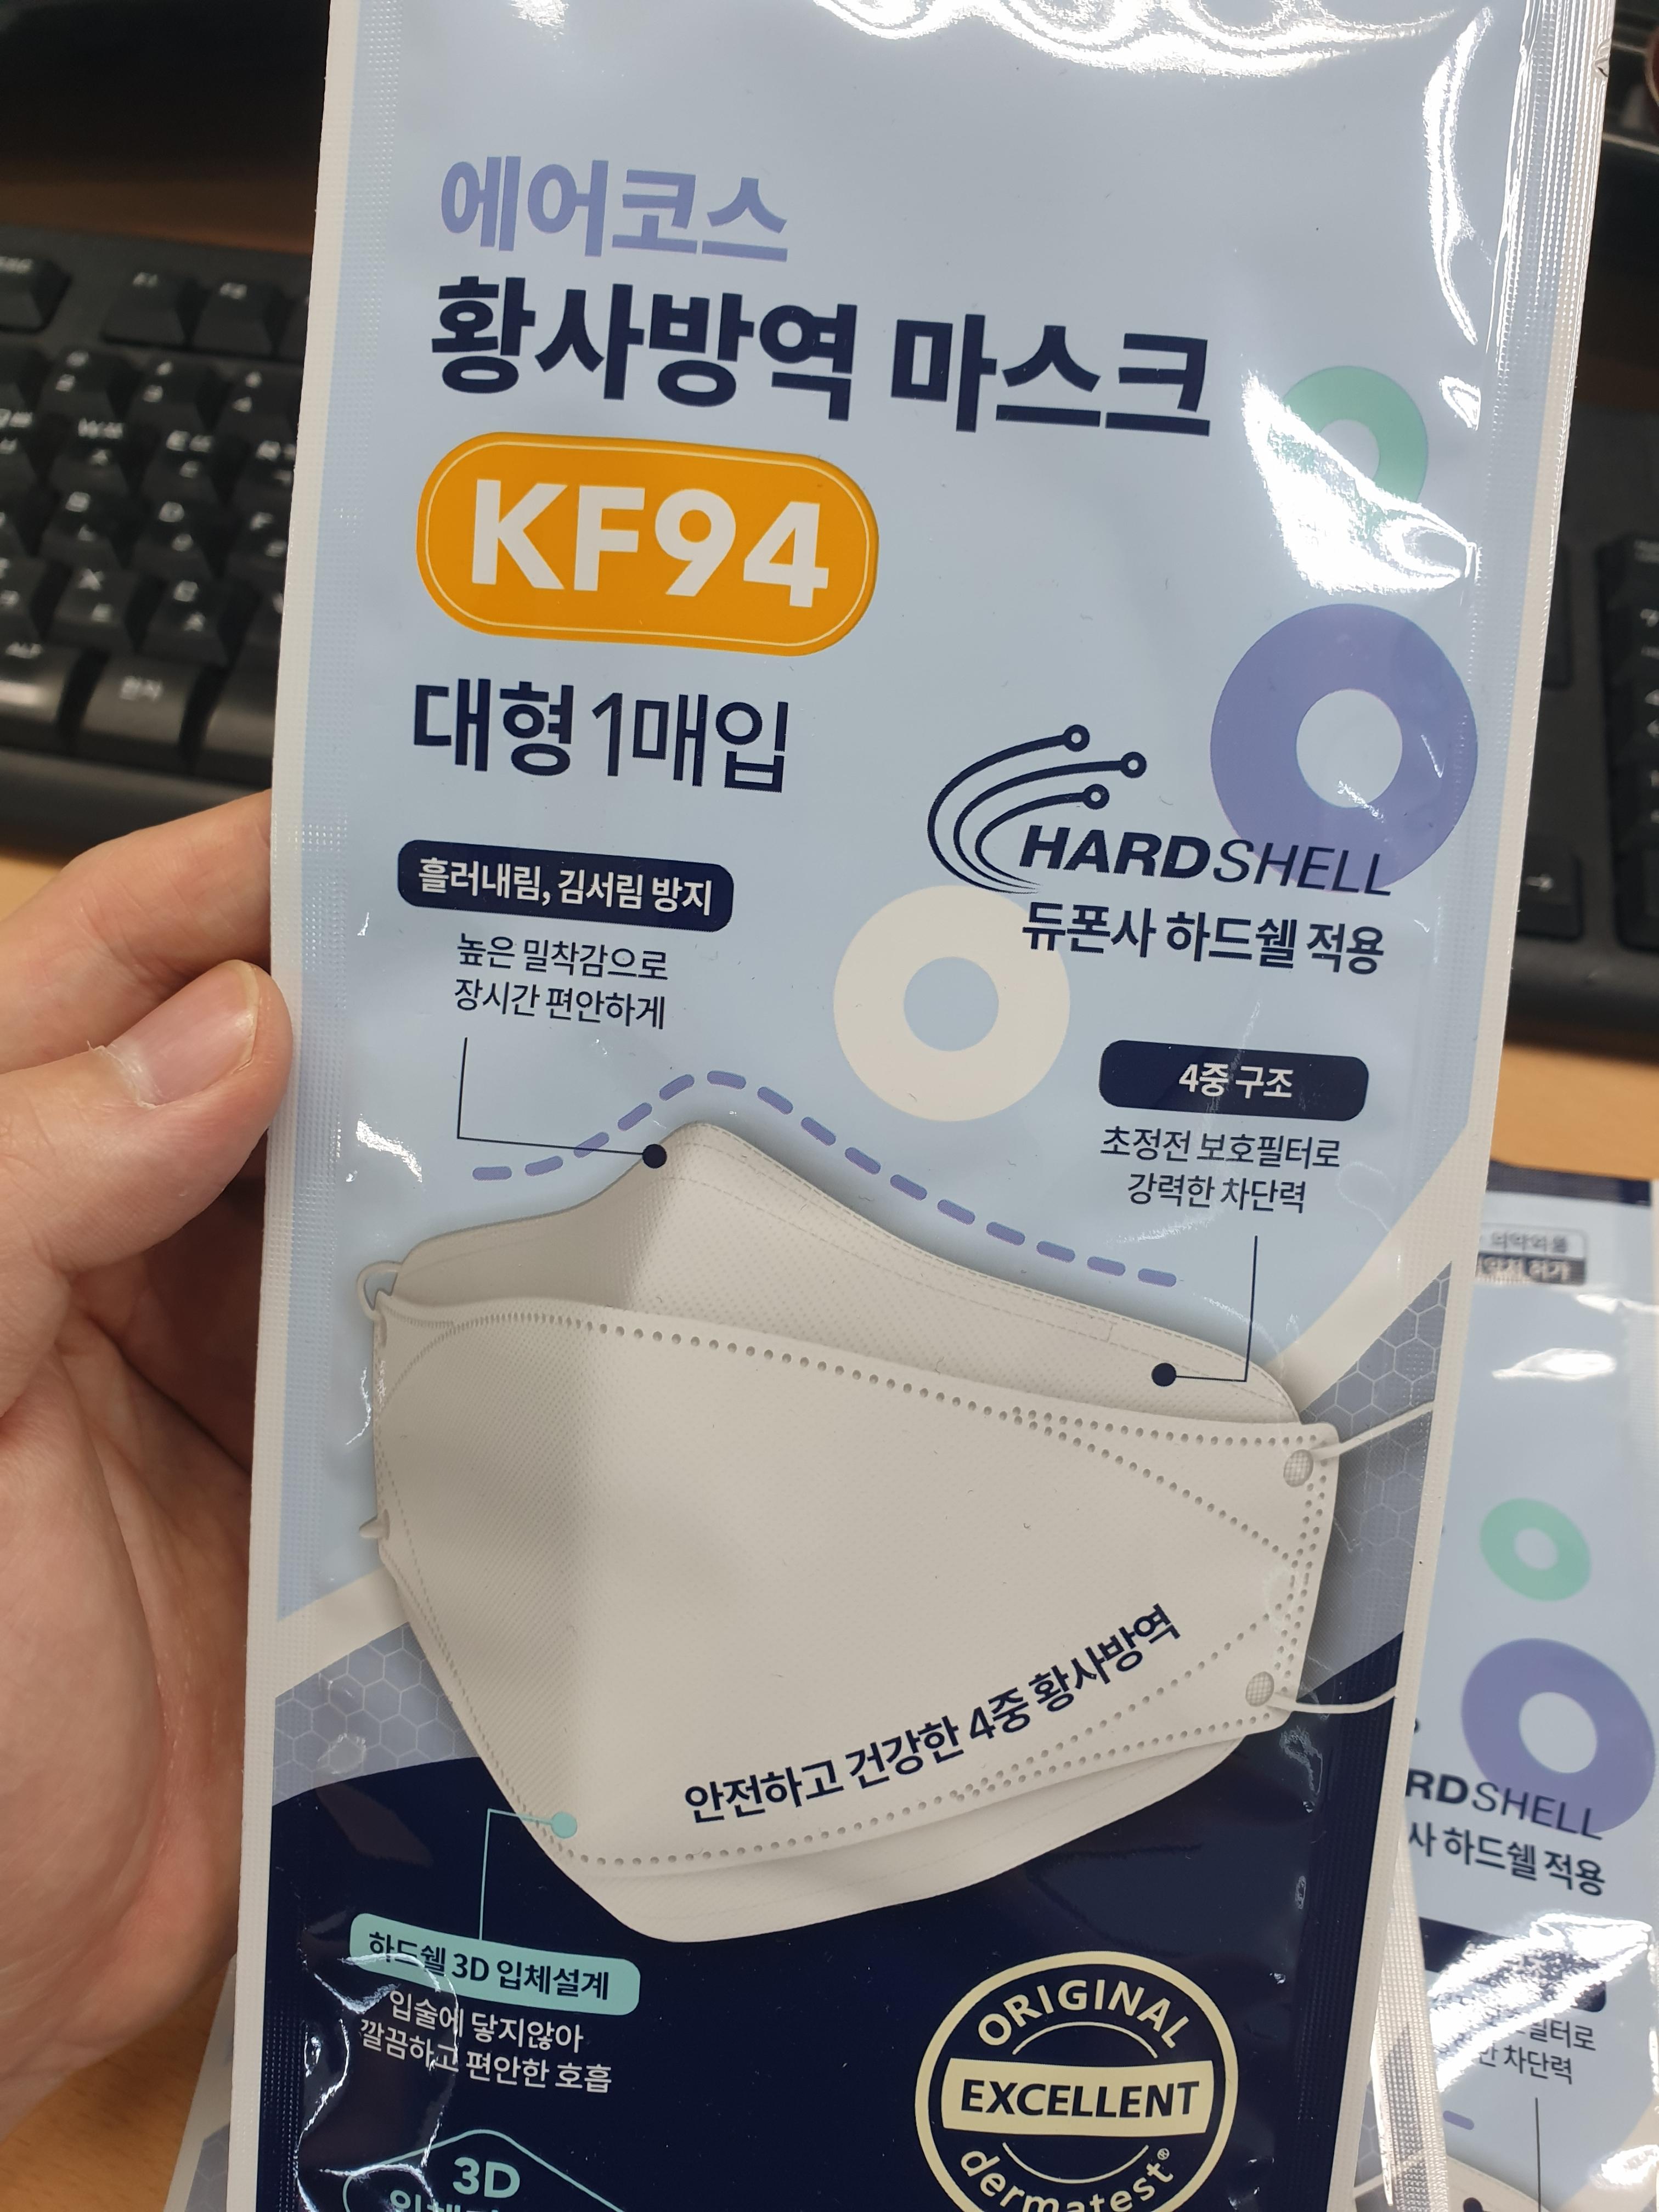 에어코스
황사방역 마스크
KF94
대형 1매입
HARDSHELL
듀폰사 하드쉘 적용
흘러내림, 김서림 방지
높은 밀착감으로
장시간 편안하게
4중 구조
초정전 보호필터로
강력한 차단력
안전하고 건강한 4중 황사방역
하드쉘 3D 입체설계
입술에 닿지않아
깔끔하고 편안한 호흡
3D
ORIGINAL
EXCELLENT
dermatest®
RDSHELL
사 하드쉘 적용
필터로
차단력
ALT
한자